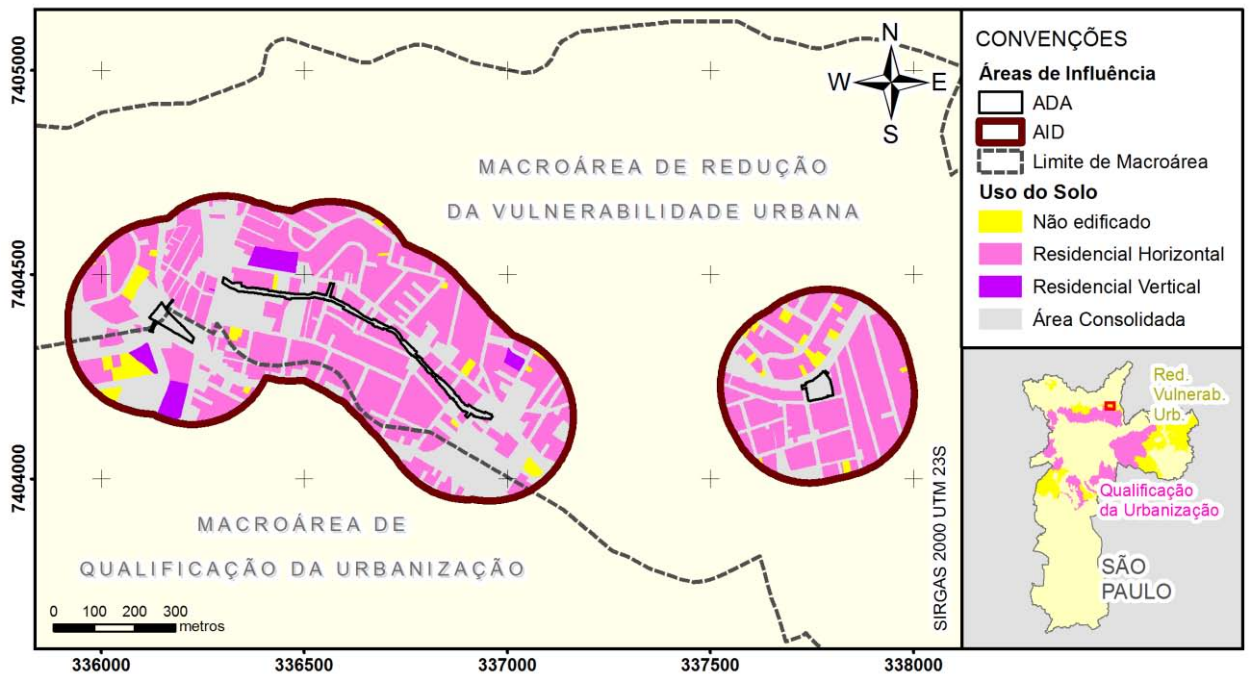 7405000
7404500
7404000
N
W
E
S
MACROÁREA DE REDUÇÃO
DA VULNERABILIDADE URBANA
MACROÁREA DE
QUALIFICAÇÃO DA URBANIZAÇÃO
0 100 200 300
metros
SIRGAS 2000 UTM 23S
336000
336500
337000
337500
338000
CONVENÇÕES
Áreas de Influência
ADA
AID
Limite de Macroárea
Uso do Solo
Não edificado
Residencial Horizontal
Residencial Vertical
Área Consolidada
Red.
Vulnerab.
Urb.
Qualificação
da Urbanização
SÃO
PAULO